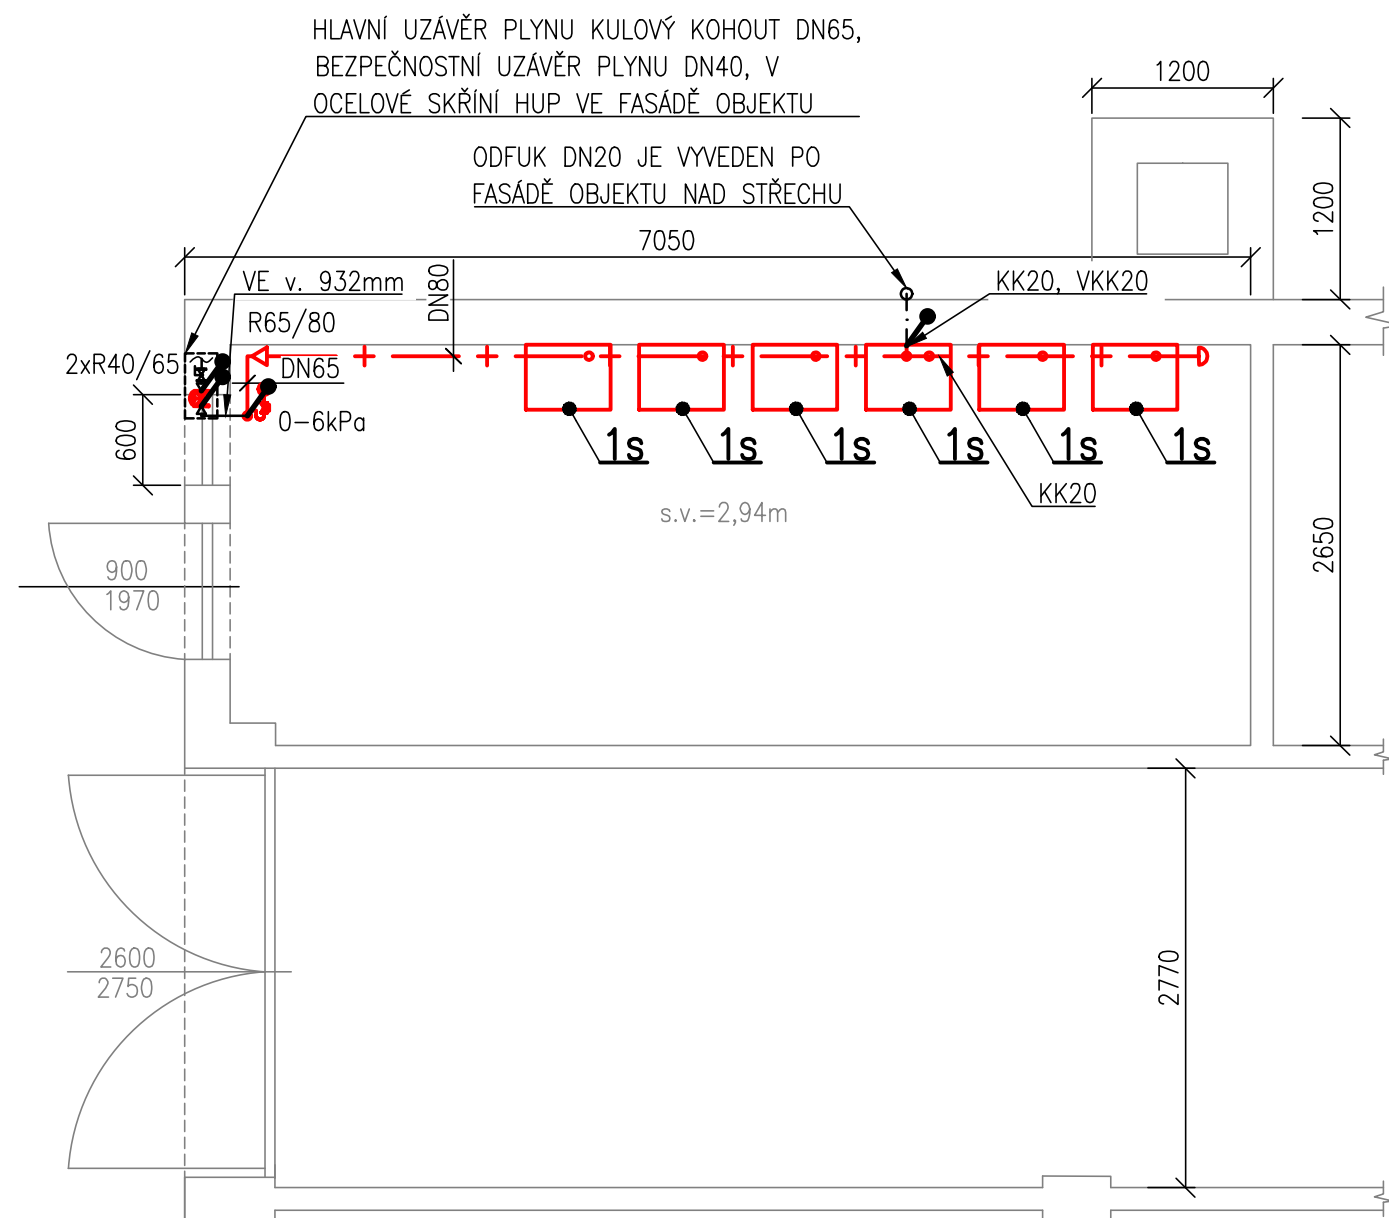 HLAVNÍ UZÁVĚR PLYNU KULOVÝ KOHOUT DN65,
BEZPEČNOSTNÍ UZÁVĚR PLYNU DN40, V
OCELOVÉ SKŘÍNÍ HUP VE FASÁDĚ OBJEKTU
1200
ODFUK DN20 JE VYVEDEN PO
FASÁDĚ OBJEKTU NAD STŘECHU
1200
7050
VE v. 932mm
DN80
KK20, VKK20
R65/80
2xR40/65
DN65
0-6kPa
600
1s
1s
1s
1s
1s
1s
KK20
s.v.=2,94m
2650
900
1970
2600
2750
2770